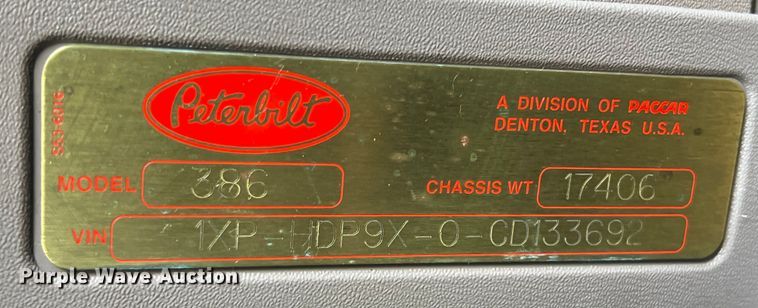 Peterbilt
A DIVISION OF PACCAR
DENTON, TEXAS U.S.A.
MODEL 386
CHASSIS WT 17406
VIN 1XP-HDP9X-0-CD133692
Purple Wave Auction